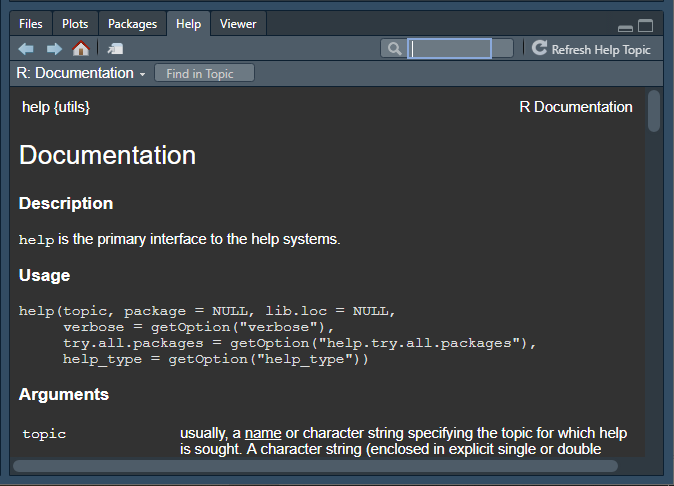 Files Plots Packages Help Viewer
Refresh Help Topic
R: Documentation Find in Topic
help {utils} R Documentation
Documentation
Description
help is the primary interface to the help systems.
Usage
help(topic, package = NULL, lib.loc = NULL,
verbose = getOption("verbose"),
try.all.packages = getOption("help.try.all.packages"),
help_type = getOption("help_type"))
Arguments
topic usually, a name or character string specifying the topic for which help
is sought. A character string (enclosed in explicit single or double